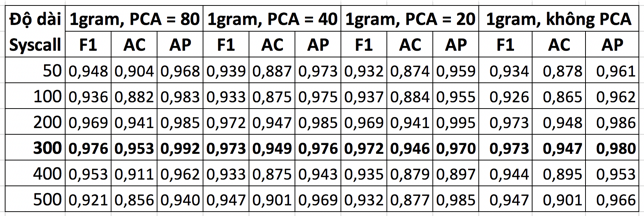 Độ dài Syscall 1gram, PCA = 80 1gram, PCA = 40 1gram, PCA = 20 1gram, không PCA
F1 AC AP F1 AC AP F1 AC AP F1 AC AP
50 0,948 0,904 0,968 0,939 0,887 0,973 0,932 0,874 0,959 0,934 0,878 0,961
100 0,936 0,882 0,983 0,933 0,875 0,975 0,937 0,884 0,955 0,926 0,865 0,962
200 0,969 0,941 0,985 0,972 0,947 0,985 0,969 0,941 0,995 0,973 0,948 0,986
300 0,976 0,953 0,992 0,973 0,949 0,976 0,972 0,946 0,970 0,973 0,947 0,980
400 0,953 0,911 0,962 0,933 0,875 0,943 0,935 0,879 0,897 0,944 0,895 0,953
500 0,921 0,856 0,940 0,947 0,901 0,969 0,932 0,877 0,985 0,947 0,901 0,966